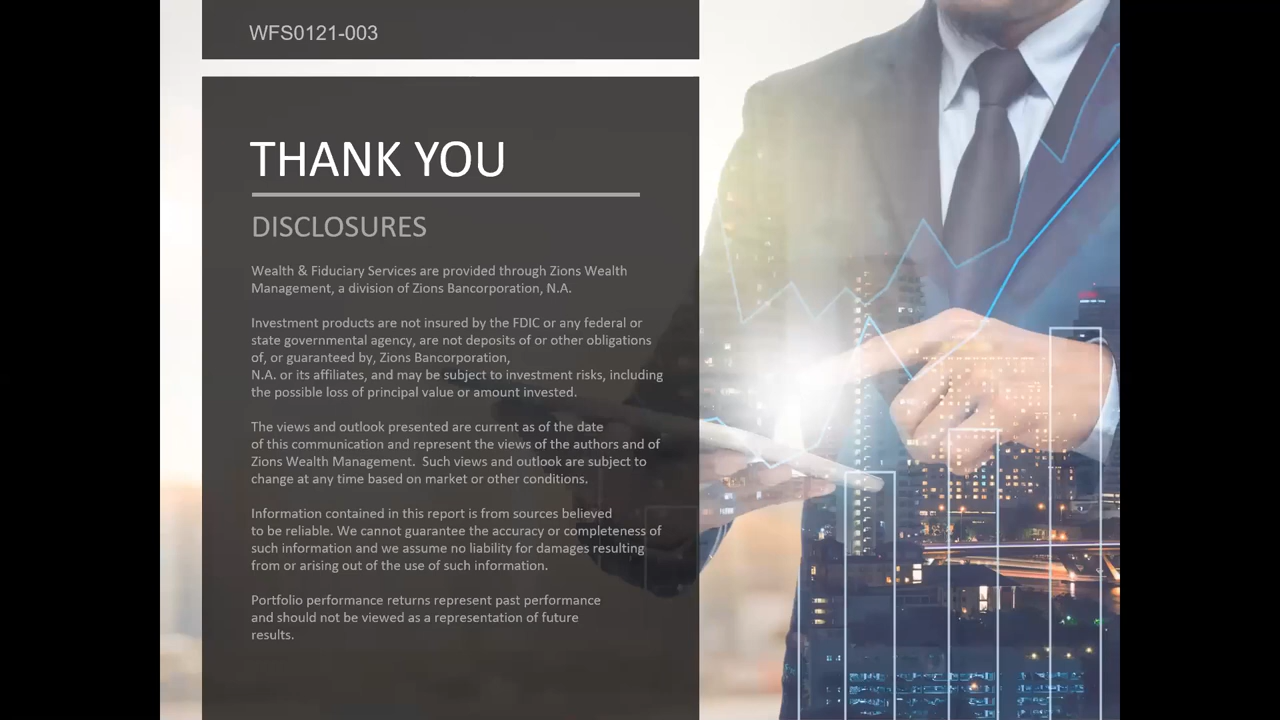 WFS0121-003
THANK YOU
DISCLOSURES
Wealth & Fiduciary Services are provided through Zions Wealth
Management, a division of Zions Bancorporation, N.A.
Investment products are not insured by the FDIC or any federal or
state governmental agency, are not deposits of or other obligations
of, or guaranteed by, Zions Bancorporation,
N.A. or its affiliates, and may be subject to investment risks, including
the possible loss of principal value or amount invested.
The views and outlook presented are current as of the date
of this communication and represent the views of the authors and of
Zions Wealth Management.  Such views and outlook are subject to
change at any time based on market or other conditions.
Information contained in this report is from sources believed
to be reliable. We cannot guarantee the accuracy or completeness of
such information and we assume no liability for damages resulting
from or arising out of the use of such information.
Portfolio performance returns represent past performance
and should not be viewed as a representation of future
results.